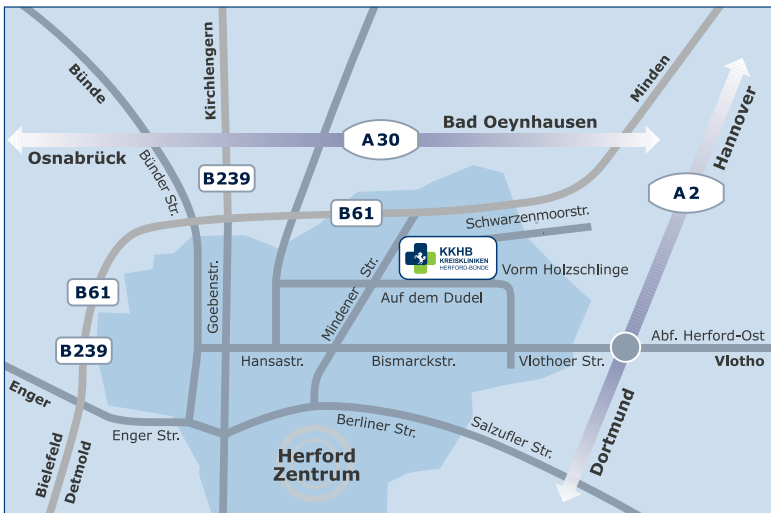 Bünde
Kirchlengern
Minden
Hannover
Bad Oeynhausen
A 30
Osnabrück
B239
Bünder Str.
A 2
B61
Schwarzenmoorstr.
KKHB
KREISKLINIKEN
HERFORD-BÜNDE
Vorm Holzschlinge
B61
Goebenstr.
Mindener Str.
Auf dem Dudel
B239
Abf. Herford-Ost
Hansastr.
Bismarckstr.
Vlothoer Str.
Vlotho
Enger
Enger Str.
Berliner Str.
Salzufler Str.
Dortmund
Bielefeld
Detmold
Herford
Zentrum